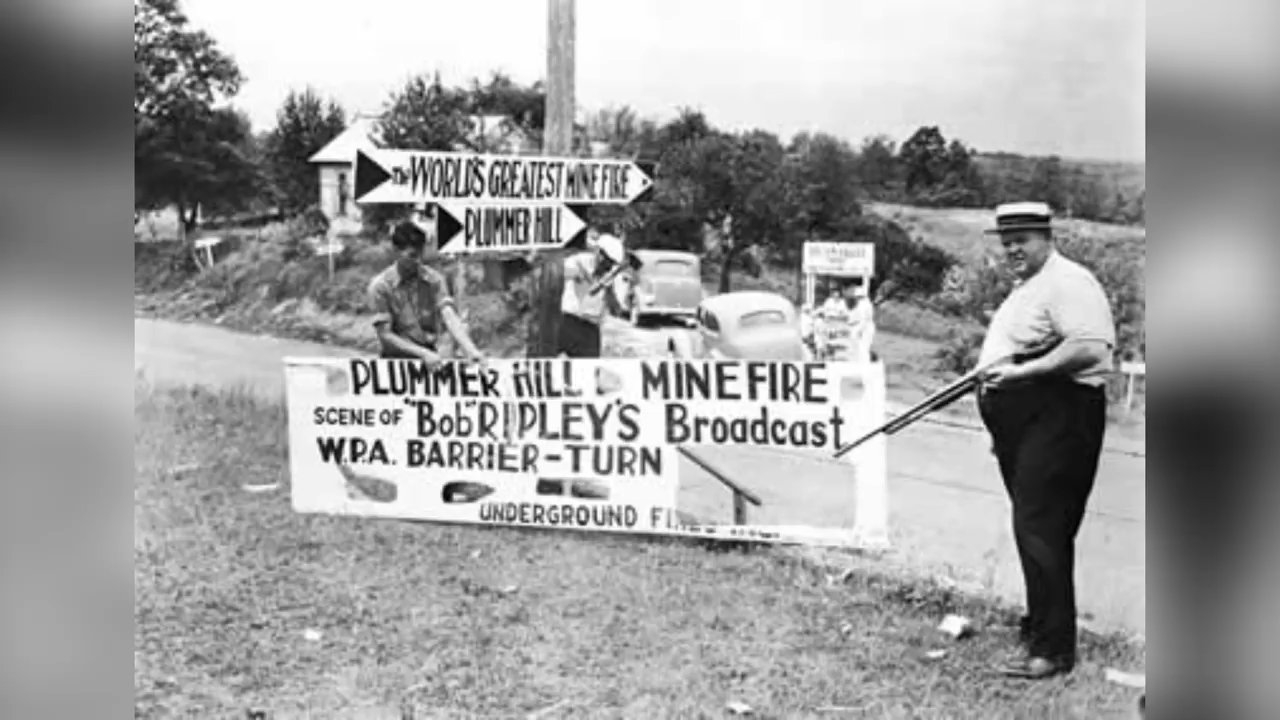 The WORLD'S GREATEST MINE FIRE
PLUMMER HILL
PLUMMER HILL MINE FIRE
SCENE OF "Bob" RIPLEY'S Broadcast
W.P.A. BARRIER-TURN
UNDERGROUND